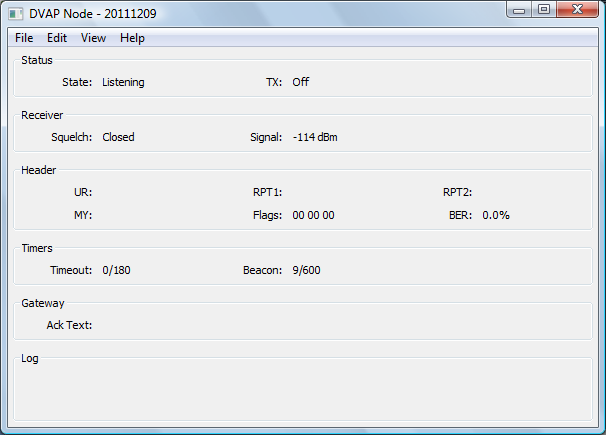 DVAP Node - 20111209
File Edit View Help
Status
State: Listening TX: Off
Receiver
Squelch: Closed Signal: -114 dBm
Header
UR: RPT1: RPT2:
MY: Flags: 00 00 00 BER: 0.0%
Timers
Timeout: 0/180 Beacon: 9/600
Gateway
Ack Text:
Log